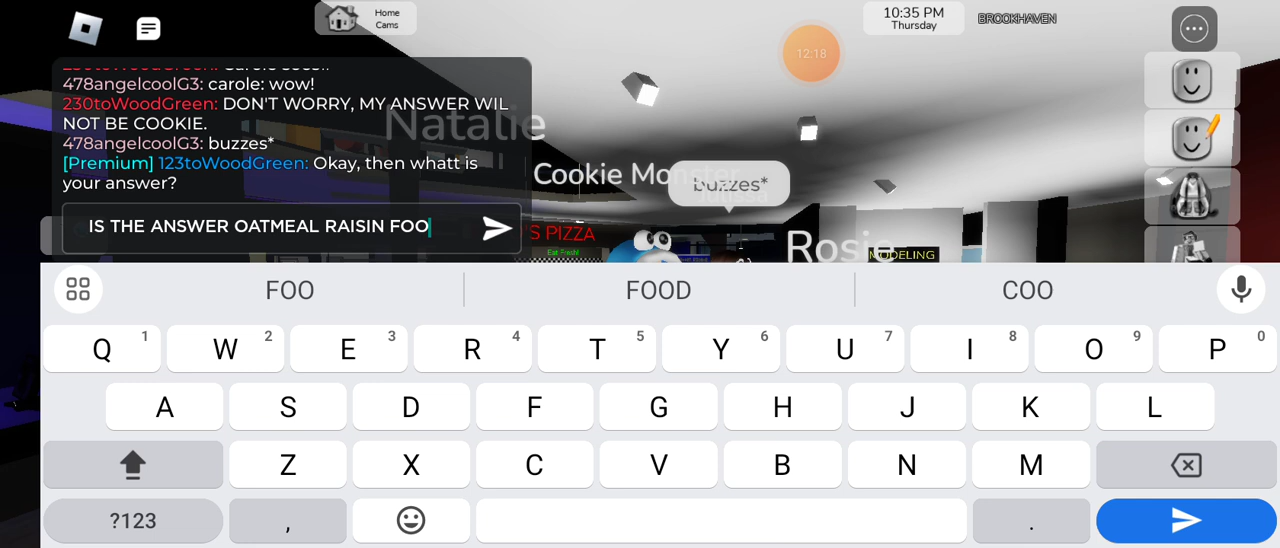 Home
Cams
10:35 PM
Thursday
BROOKHAVEN
12:18
478angelcoolG3: carole: wow!
230toWoodGreen: DON'T WORRY, MY ANSWER WIL
NOT BE COOKIE.
478angelcoolG3: buzzes*
[Premium] 123toWoodGreen: Okay, then whatt is
your answer?
Natalie
Cookie Monster
buzzes*
IS THE ANSWER OATMEAL RAISIN FOO
S PIZZA
Eat Fresh!
Rosie
MODELING
FOO FOOD COO
Q 1 W 2 E 3 R 4 T 5 Y 6 U 7 I 8 O 9 P 0
A S D F G H J K L
Z X C V B N M
?123 , .